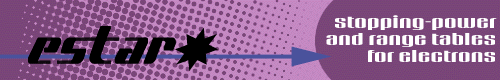 estar
stopping-power
and range tables
for electrons